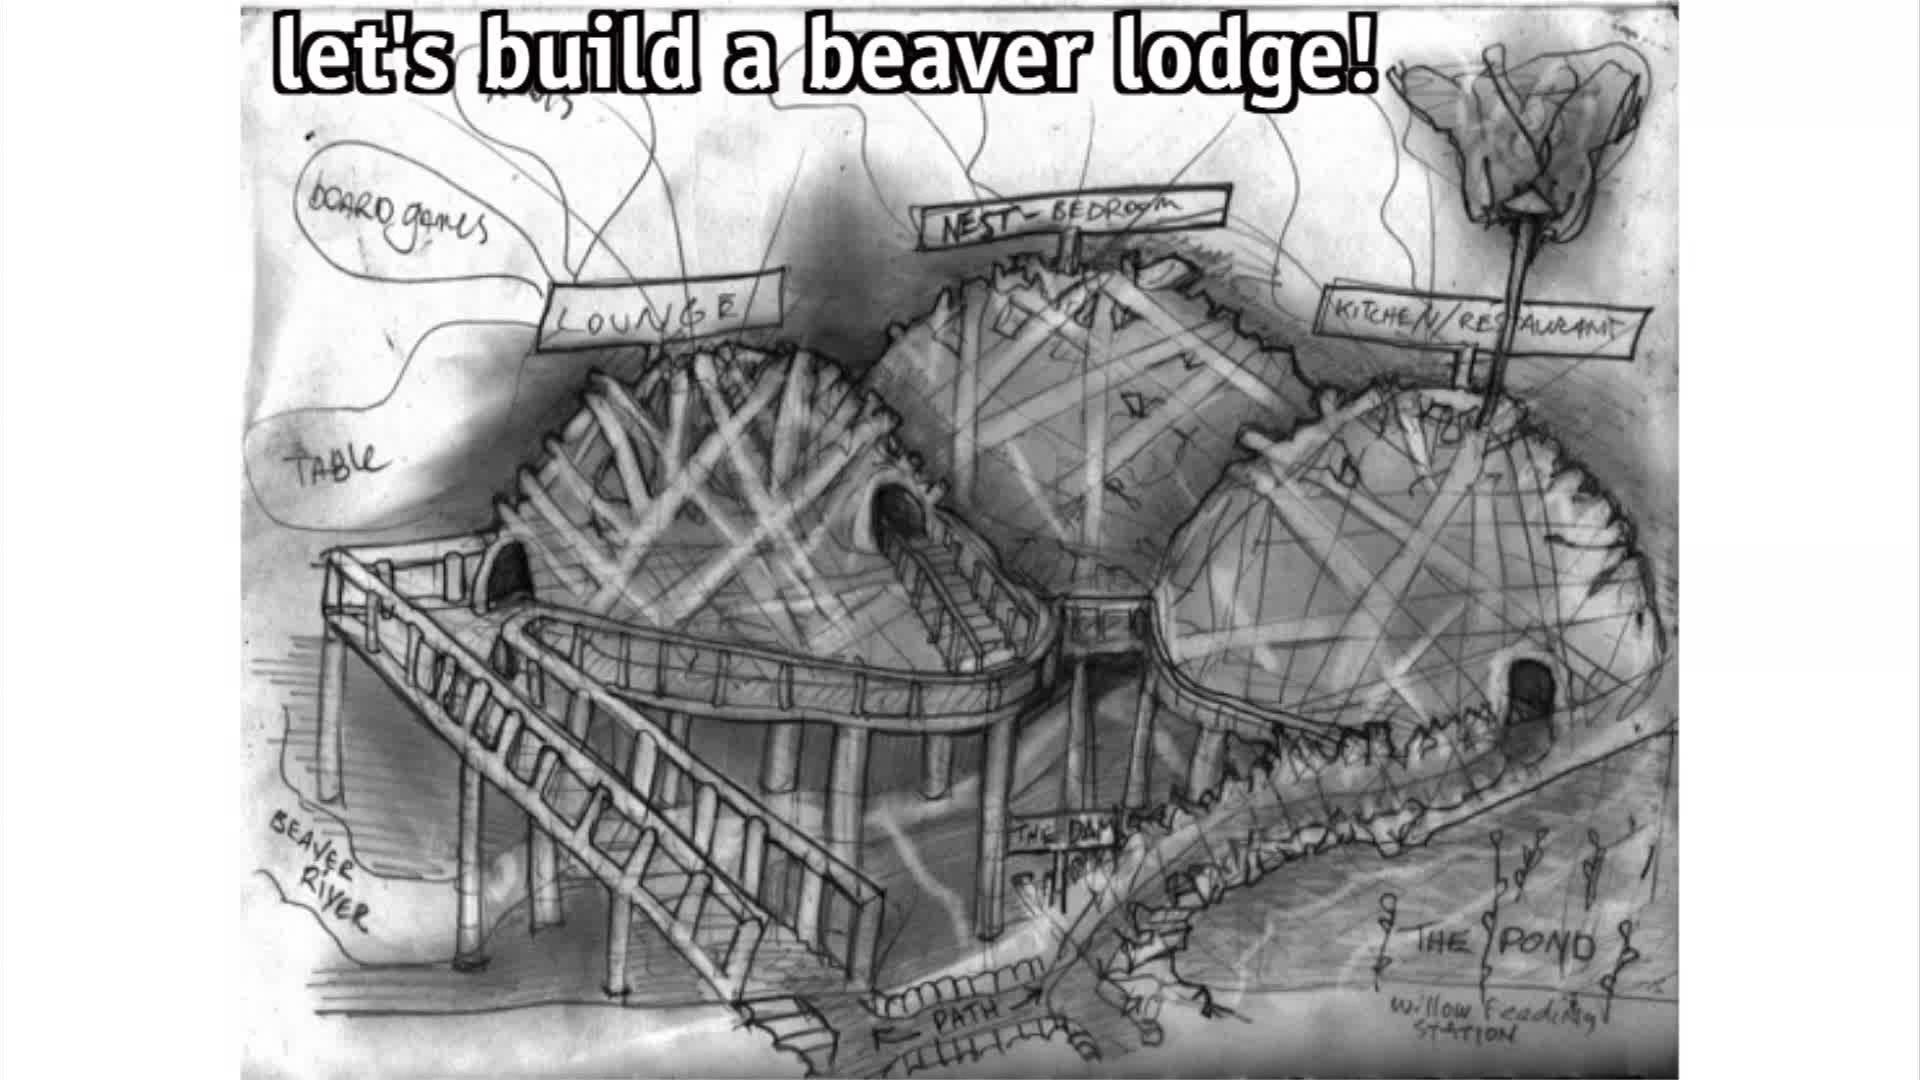 let's build a beaver lodge!
BOARD games
NEST-BEDROOM
LOUNGE
KITCHEN/RESTAURANT
TABLE
BEAVER
RIVER
THE DAM
THE POND
PATH
Willow Feeding
STATION